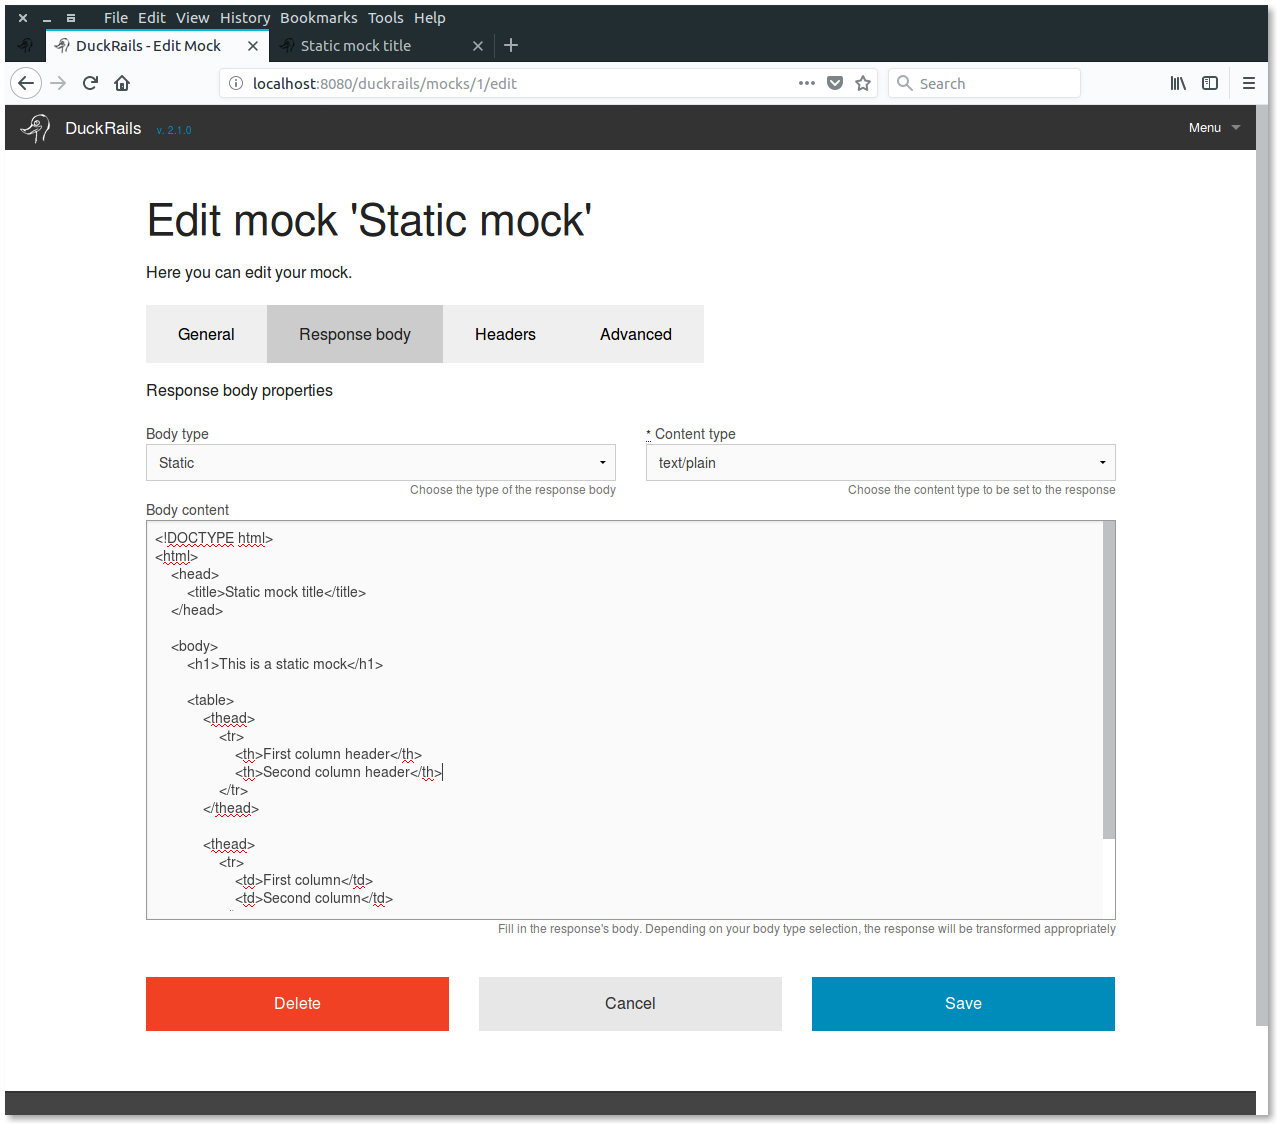 File Edit View History Bookmarks Tools Help
DuckRails - Edit Mock
Static mock title
localhost:8080/duckrails/mocks/1/edit
Search
DuckRails v. 2.1.0
Menu
Edit mock 'Static mock'
Here you can edit your mock.
General Response body Headers Advanced
Response body properties
Body type
* Content type
Static
text/plain
Choose the type of the response body
Choose the content type to be set to the response
Body content
<!DOCTYPE html>
<html>
<head>
<title>Static mock title</title>
</head>
<body>
<h1>This is a static mock</h1>
<table>
<thead>
<tr>
<th>First column header</th>
<th>Second column header</th>
</tr>
</thead>
<thead>
<tr>
<td>First column</td>
<td>Second column</td>
Fill in the response's body. Depending on your body type selection, the response will be transformed appropriately
Delete Cancel Save